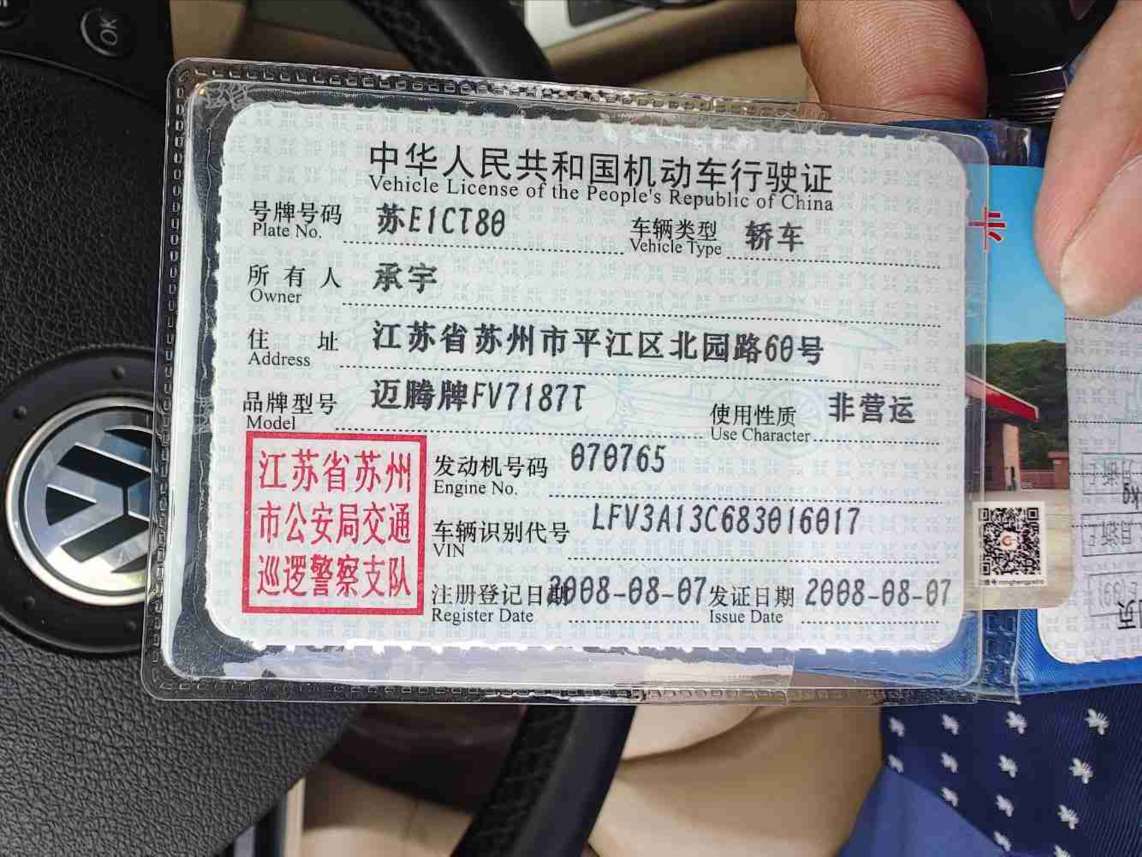 OK
中华人民共和国机动车行驶证
Vehicle License of the People's Republic of China
号牌号码 苏E1CT80 车辆类型 轿车
Plate No. Vehicle Type
所有人 承宇
Owner
住址 江苏省苏州市平江区北园路60号
Address
品牌型号 迈腾牌FV7187T 使用性质 非营运
Model Use Character
江苏省苏州
市公安局交通
巡逻警察支队
发动机号码 070765
Engine No.
车辆识别代号 LFV3A13C683016017
VIN
注册登记日期 2008-08-07 发证日期 2008-08-07
Register Date Issue Date
卡
页